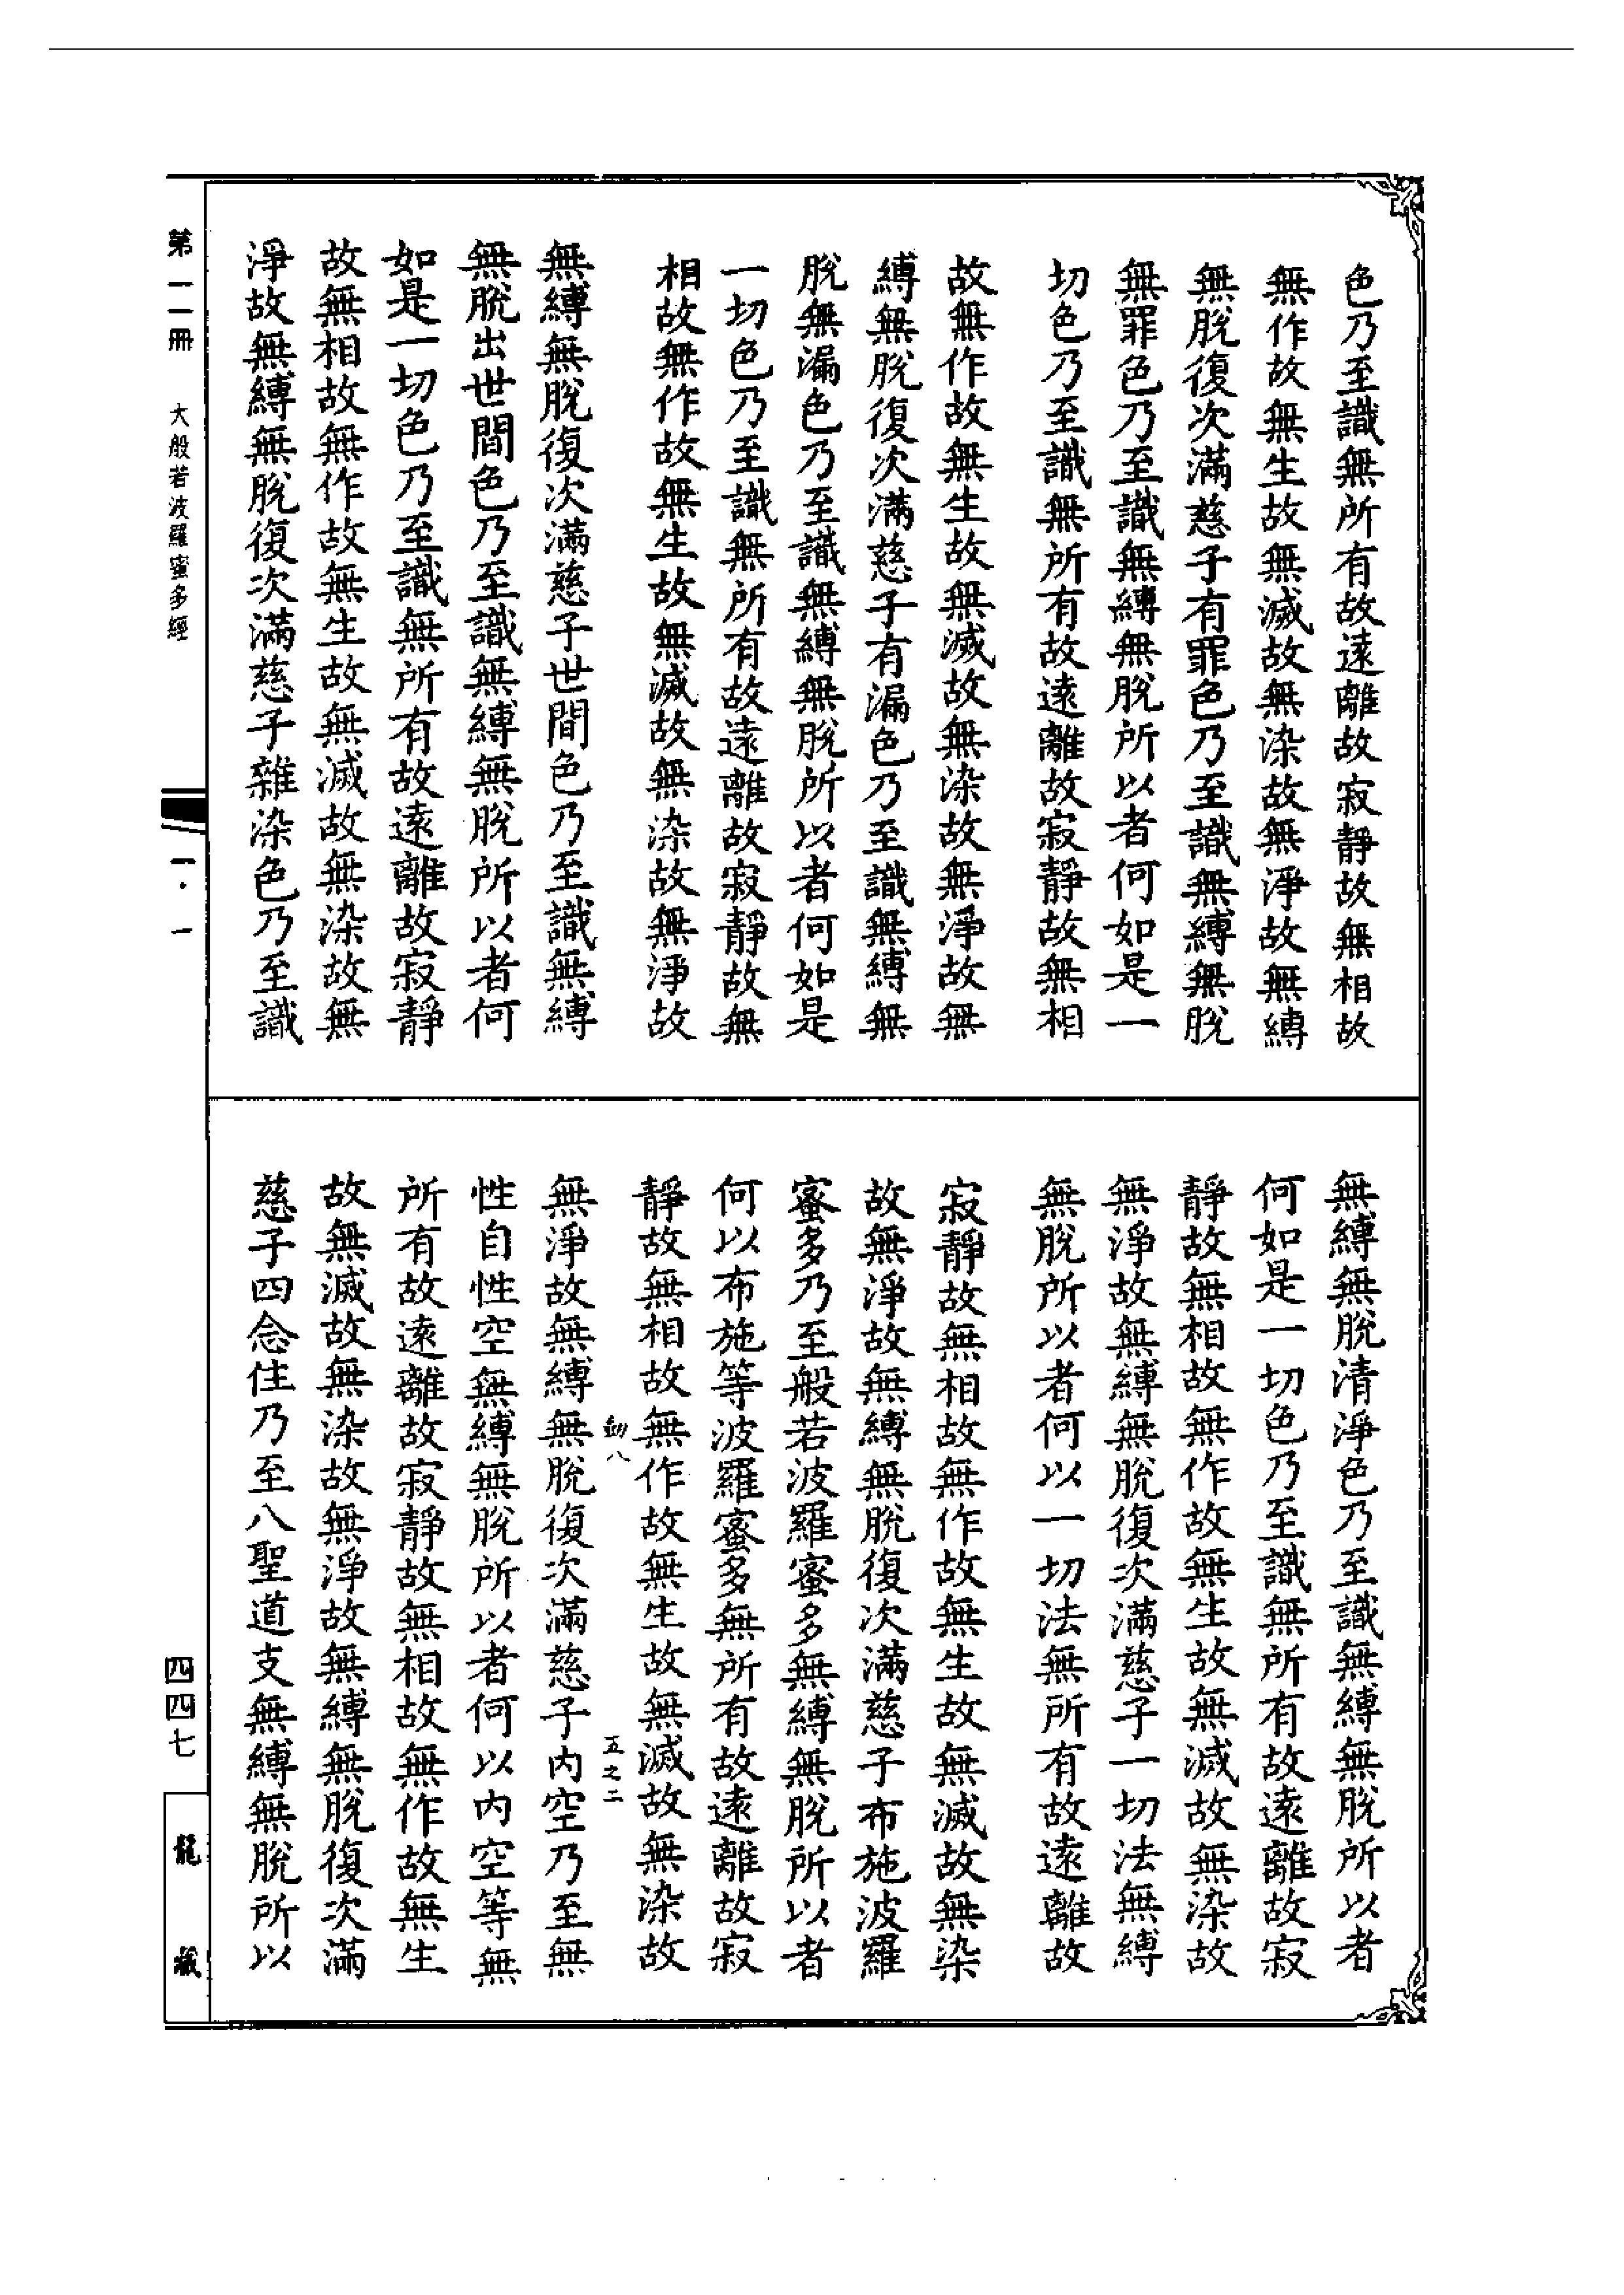 色乃至識無所有故遠離故寂靜故無相故
無作故無生故無滅故無染故無淨故無縛
無脫復次滿慈子有罪色乃至識無縛無脫
無罪色乃至識無縛無脫所以者何如是一
切色乃至識無所有故遠離故寂靜故無相
故無作故無生故無滅故無染故無淨故無
縛無脫復次滿慈子有漏色乃至識無縛無
脫無漏色乃至識無縛無脫所以者何如是
一切色乃至識無所有故遠離故寂靜故無
相故無作故無生故無滅故無染故無淨故
無縛無脫復次滿慈子世間色乃至識無縛
無脫出世間色乃至識無縛無脫所以者何
如是一切色乃至識無所有故遠離故寂靜
故無相故無作故無生故無滅故無染故無
淨故無縛無脫復次滿慈子雜染色乃至識
無縛無脫清淨色乃至識無縛無脫所以者
何如是一切色乃至識無所有故遠離故寂
靜故無相故無作故無生故無滅故無染故
無淨故無縛無脫復次滿慈子一切法無縛
無脫所以者何以一切法無所有故遠離故
寂靜故無相故無作故無生故無滅故無染
故無淨故無縛無脫復次滿慈子布施波羅
蜜多乃至般若波羅蜜多無縛無脫所以者
何以布施等波羅蜜多無所有故遠離故寂
靜故無相故無作故無生故無滅故無染故
劒八 五之二
無淨故無縛無脫復次滿慈子內空乃至無
性自性空無縛無脫所以者何以內空等無
所有故遠離故寂靜故無相故無作故無生
故無滅故無染故無淨故無縛無脫復次滿
慈子四念住乃至八聖道支無縛無脫所以
第一一冊 大般若波羅蜜多經
一·一
四四七
龍藏